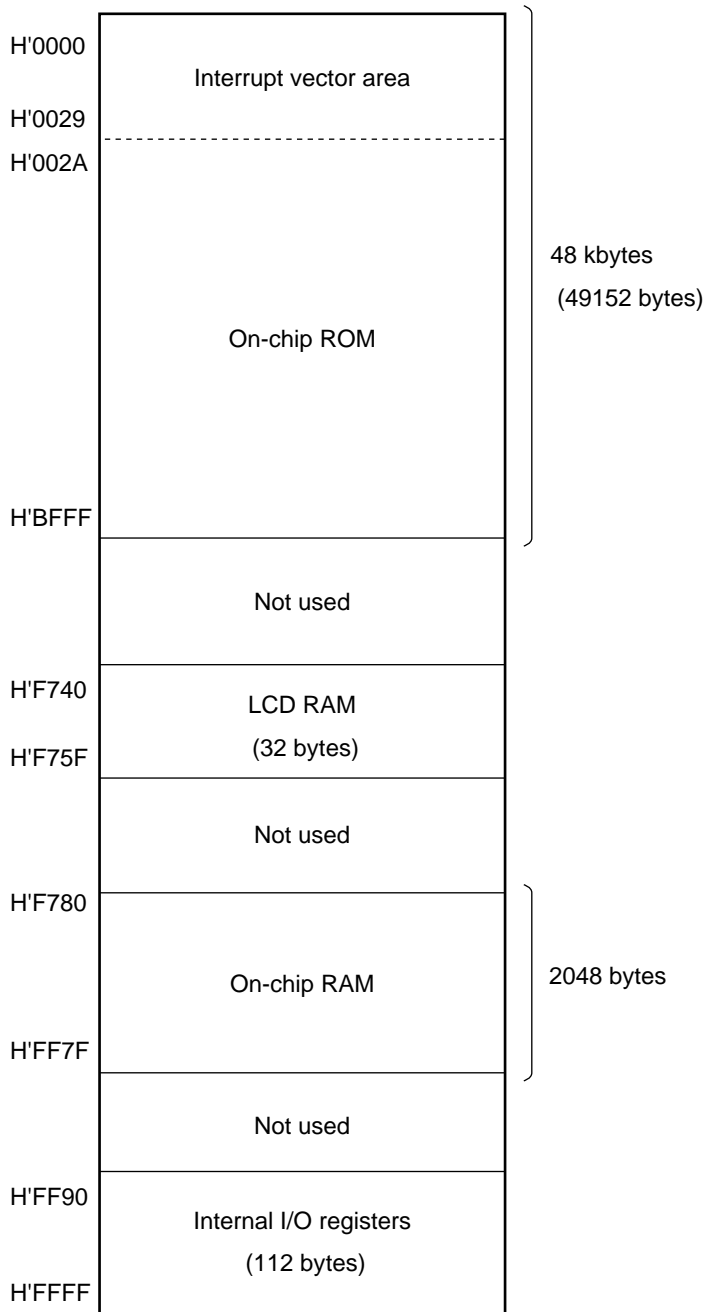 H'0000
Interrupt vector area
H'0029
H'002A
48 kbytes
(49152 bytes)
On-chip ROM
H'BFFF
Not used
H'F740
LCD RAM
(32 bytes)
H'F75F
Not used
H'F780
On-chip RAM
2048 bytes
H'FF7F
Not used
H'FF90
Internal I/O registers
(112 bytes)
H'FFFF